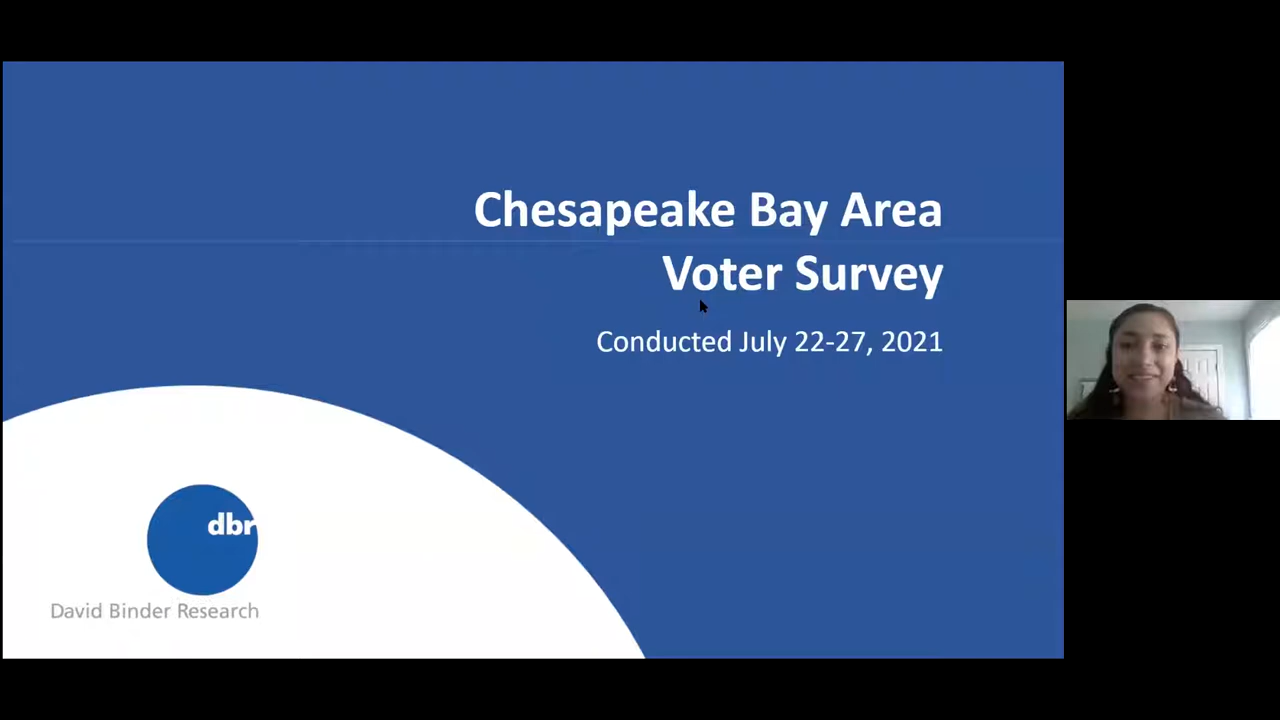 Chesapeake Bay Area
Voter Survey
Conducted July 22-27, 2021
dbr
David Binder Research